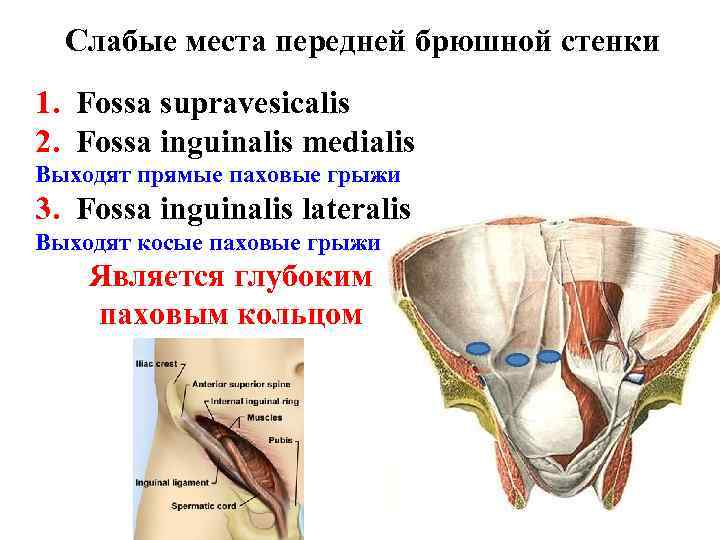 Слабые места передней брюшной стенки
1. Fossa supravesicalis
2. Fossa inguinalis medialis
Выходят прямые паховые грыжи
3. Fossa inguinalis lateralis
Выходят косые паховые грыжи
Является глубоким
паховым кольцом
Iliac crest
Anterior superior spine
Internal inguinal ring
Muscles
Pubis
Inguinal ligament
Spermatic cord